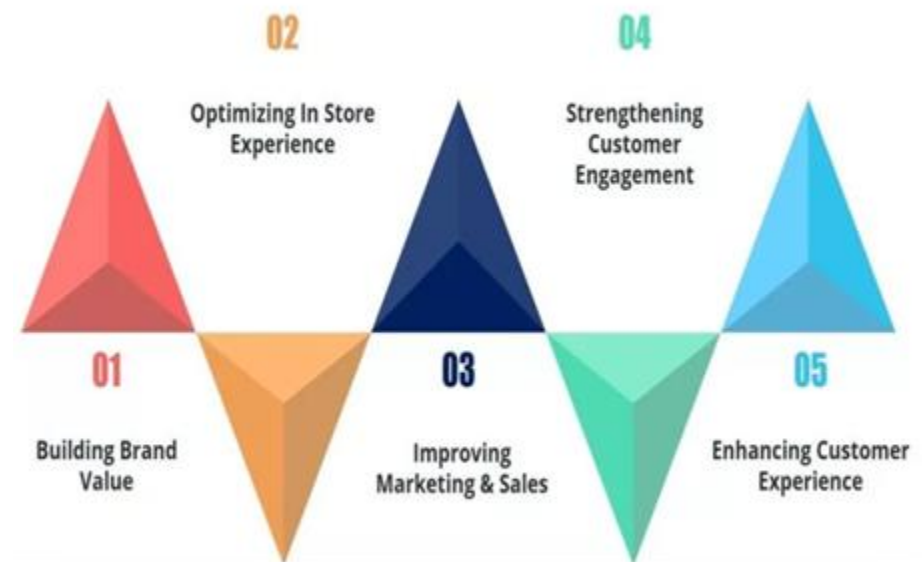 01
Building Brand
Value
02
Optimizing In Store
Experience
03
Improving
Marketing & Sales
04
Strengthening
Customer
Engagement
05
Enhancing Customer
Experience